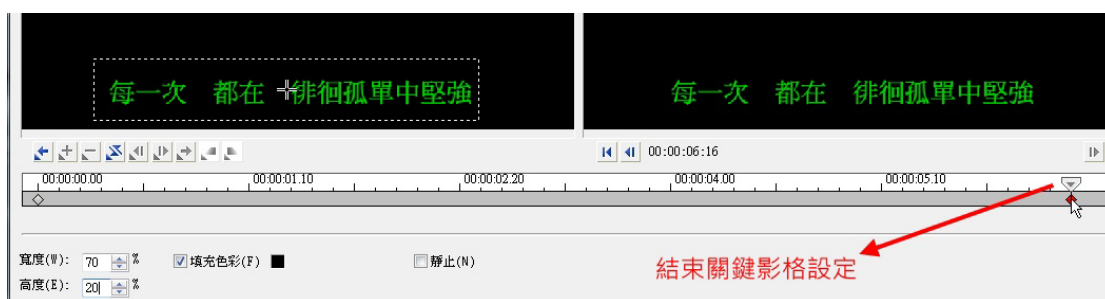 每一次 都在 徘徊孤單中堅強
每一次 都在 徘徊孤單中堅強
00:00:06:16
00:00:00.00 00:00:01.10 00:00:02.20 00:00:04.00 00:00:05.10
寬度(W): 70 % 填充色彩(F) 靜止(N)
結束關鍵影格設定
高度(E): 20 %